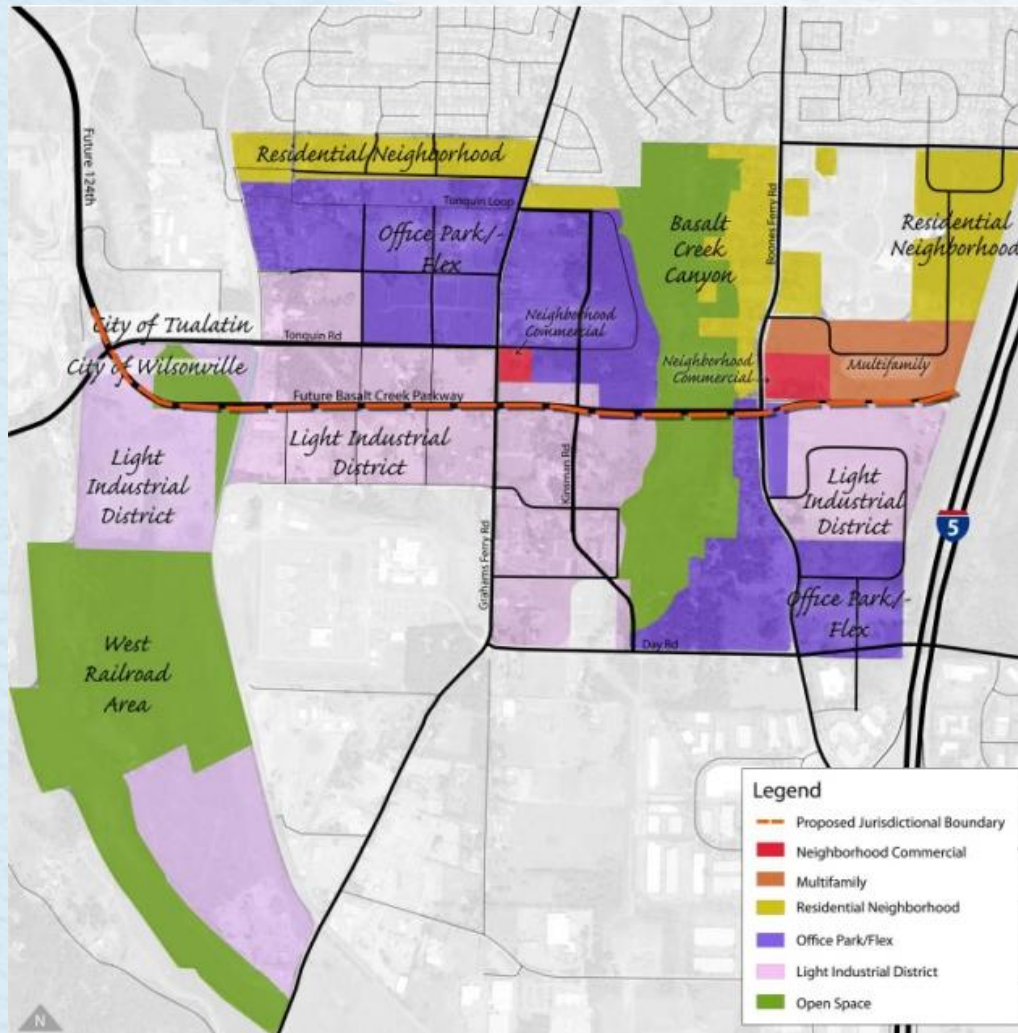 Future 124th
Residential Neighborhood
Tonquin Loop
Office Park/-
Flex
Basalt
Creek
Canyon
Boones Ferry Rd
Residential
Neighborhood
City of Tualatin
City of Wilsonville
Tonquin Rd
Neighborhood
Commercial
Neighborhood
Commercial
Multifamily
Future Basalt Creek Parkway
Light
Industrial
District
Light Industrial
District
Kinsman Rd
Grahams Ferry Rd
Light
Industrial
District
5
Office Park/-
Flex
Day Rd
West
Railroad
Area
Legend
Proposed Jurisdictional Boundary
Neighborhood Commercial
Multifamily
Residential Neighborhood
Office Park/Flex
Light Industrial District
Open Space
N